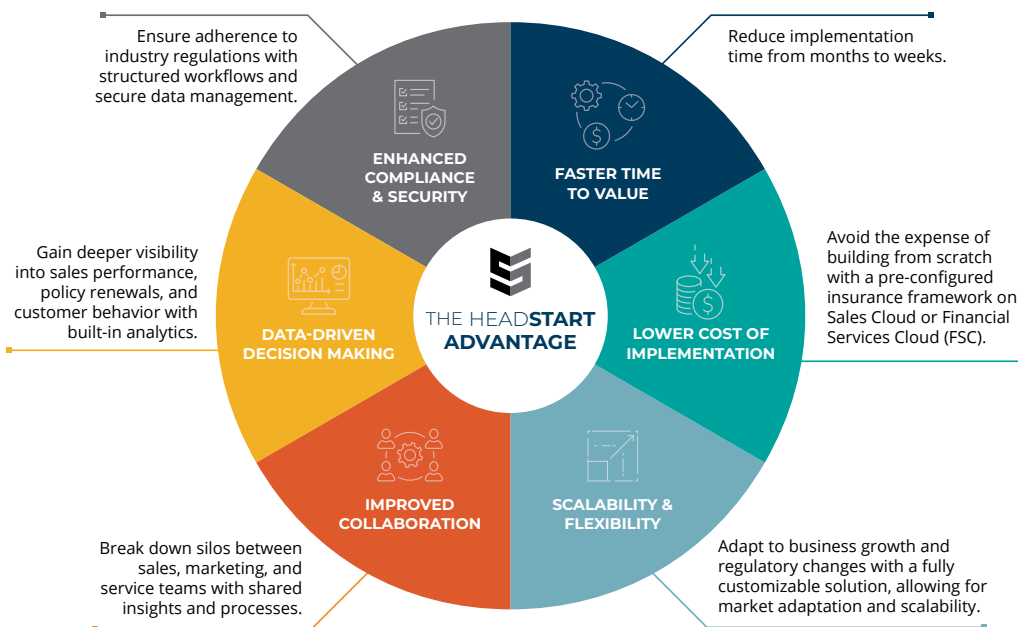 Ensure adherence to
industry regulations with
structured workflows and
secure data management.
Reduce implementation
time from months to weeks.
ENHANCED
COMPLIANCE
& SECURITY
FASTER TIME
TO VALUE
Gain deeper visibility
into sales performance,
policy renewals, and
customer behavior with
built-in analytics.
DATA-DRIVEN
DECISION MAKING
THE HEADSTART
ADVANTAGE
LOWER COST OF
IMPLEMENTATION
Avoid the expense of
building from scratch
with a pre-configured
insurance framework on
Sales Cloud or Financial
Services Cloud (FSC).
IMPROVED
COLLABORATION
SCALABILITY &
FLEXIBILITY
Break down silos between
sales, marketing, and
service teams with shared
insights and processes.
Adapt to business growth and
regulatory changes with a fully
customizable solution, allowing for
market adaptation and scalability.